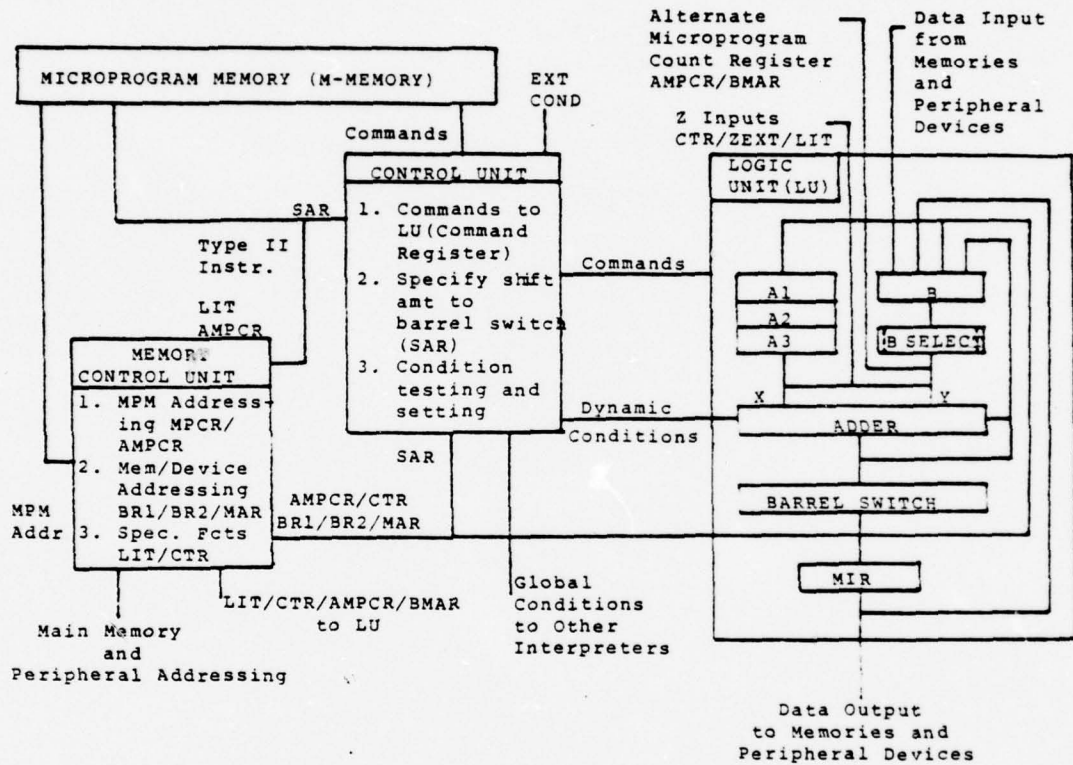 Alternate
Microprogram
Count Register
AMPCR/BMAR
Data Input
from
Memories
and
Peripheral
Devices
MICROPROGRAM MEMORY (M-MEMORY)
EXT
COND
Commands
Z Inputs
CTR/ZEXT/LIT
CONTROL UNIT
LOGIC
UNIT(LU)
SAR
1. Commands to
LU(Command
Register)
2. Specify shift
amt to
barrel switch
(SAR)
3. Condition
testing and
setting
Type II
Instr.
Commands
LIT
AMPCR
A1
A2
A3
B
B SELECT
MEMORY
CONTROL UNIT
1. MPM Address-
ing MPCR/
AMPCR
2. Mem/Device
Addressing
BR1/BR2/MAR
3. Spec. Fcts
LIT/CTR
Dynamic
Conditions
X
Y
ADDER
SAR
MPM
Addr
AMPCR/CTR
BR1/BR2/MAR
BARREL SWITCH
MIR
LIT/CTR/AMPCR/BMAR
to LU
Global
Conditions
to Other
Interpreters
Main Memory
and
Peripheral Addressing
Data Output
to Memories and
Peripheral Devices